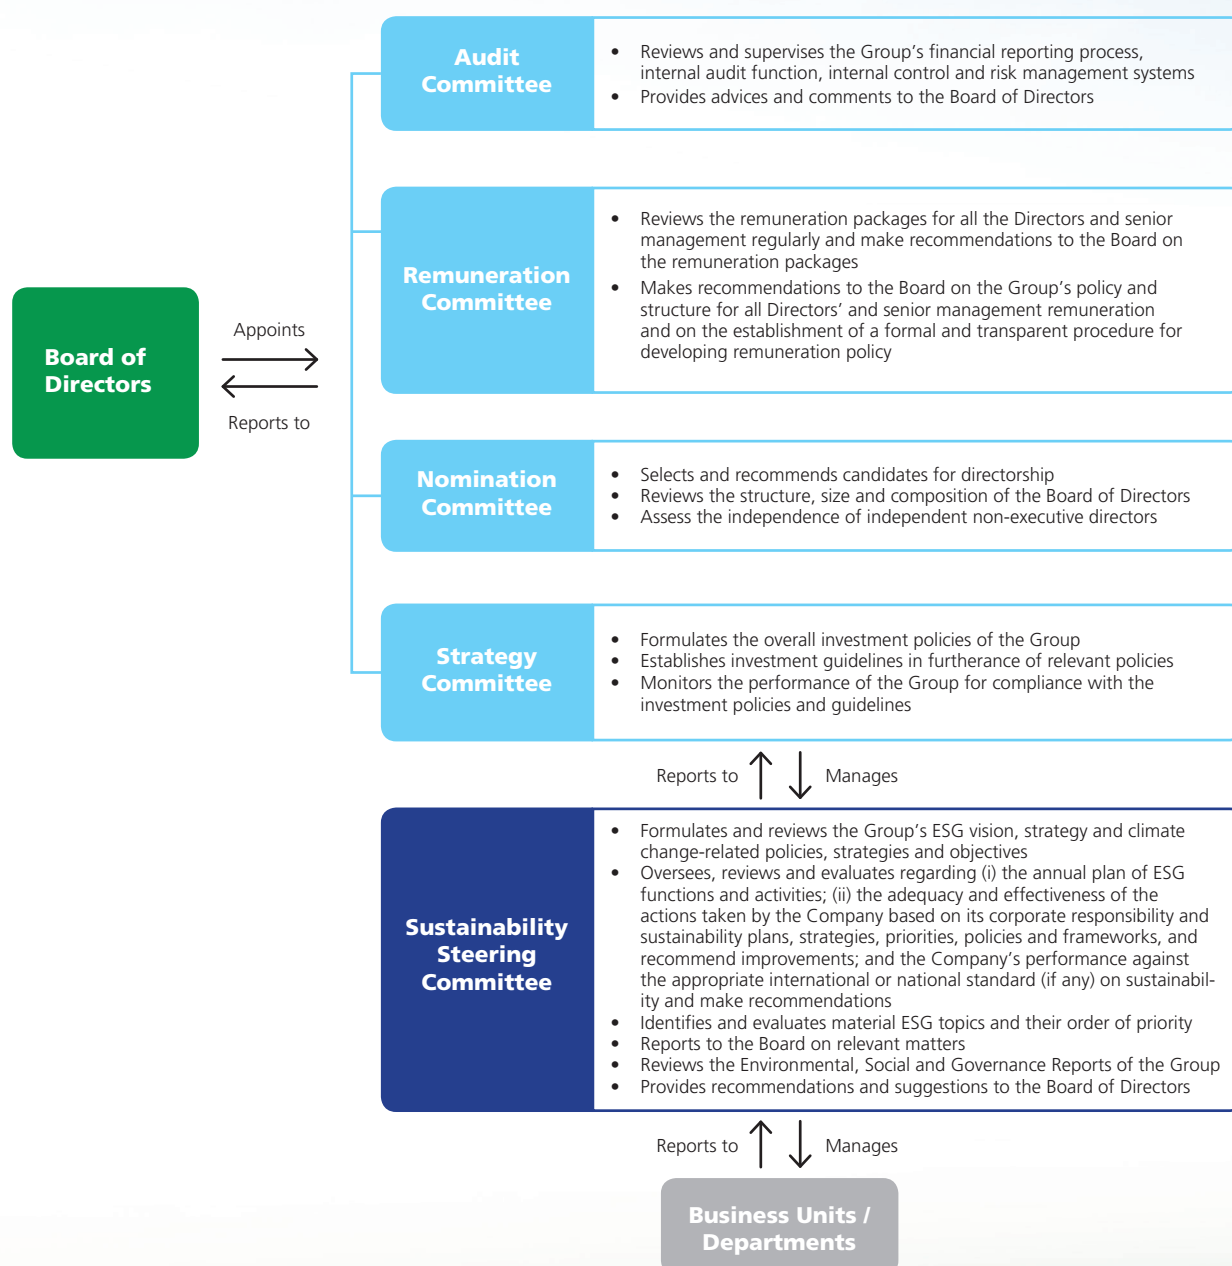 Audit
Committee
• Reviews and supervises the Group's financial reporting process,
internal audit function, internal control and risk management systems
• Provides advices and comments to the Board of Directors
Remuneration
Committee
• Reviews the remuneration packages for all the Directors and senior
management regularly and make recommendations to the Board on
the remuneration packages
• Makes recommendations to the Board on the Group's policy and
structure for all Directors' and senior management remuneration
and on the establishment of a formal and transparent procedure for
developing remuneration policy
Board of
Directors
Appoints
Reports to
Nomination
Committee
• Selects and recommends candidates for directorship
• Reviews the structure, size and composition of the Board of Directors
• Assess the independence of independent non-executive directors
Strategy
Committee
• Formulates the overall investment policies of the Group
• Establishes investment guidelines in furtherance of relevant policies
• Monitors the performance of the Group for compliance with the
investment policies and guidelines
Reports to
Manages
Sustainability
Steering
Committee
• Formulates and reviews the Group's ESG vision, strategy and climate
change-related policies, strategies and objectives
• Oversees, reviews and evaluates regarding (i) the annual plan of ESG
functions and activities; (ii) the adequacy and effectiveness of the
actions taken by the Company based on its corporate responsibility and
sustainability plans, strategies, priorities, policies and frameworks, and
recommend improvements; and the Company's performance against
the appropriate international or national standard (if any) on sustainabil-
ity and make recommendations
• Identifies and evaluates material ESG topics and their order of priority
• Reports to the Board on relevant matters
• Reviews the Environmental, Social and Governance Reports of the Group
• Provides recommendations and suggestions to the Board of Directors
Reports to
Manages
Business Units /
Departments